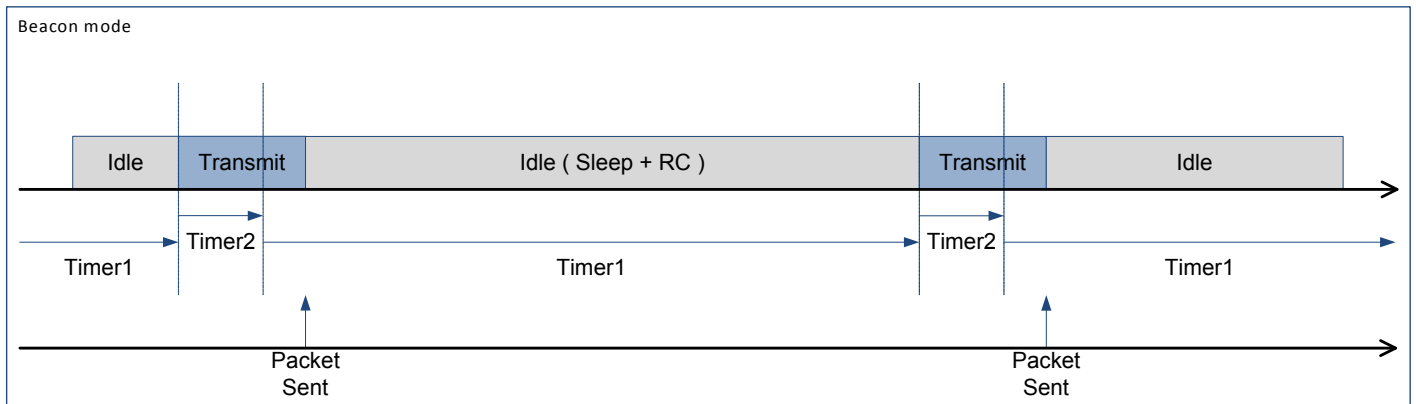 Beacon mode
Idle
Transmit
Idle ( Sleep + RC )
Transmit
Idle
Timer2
Timer2
Timer1
Timer1
Timer1
Packet
Sent
Packet
Sent